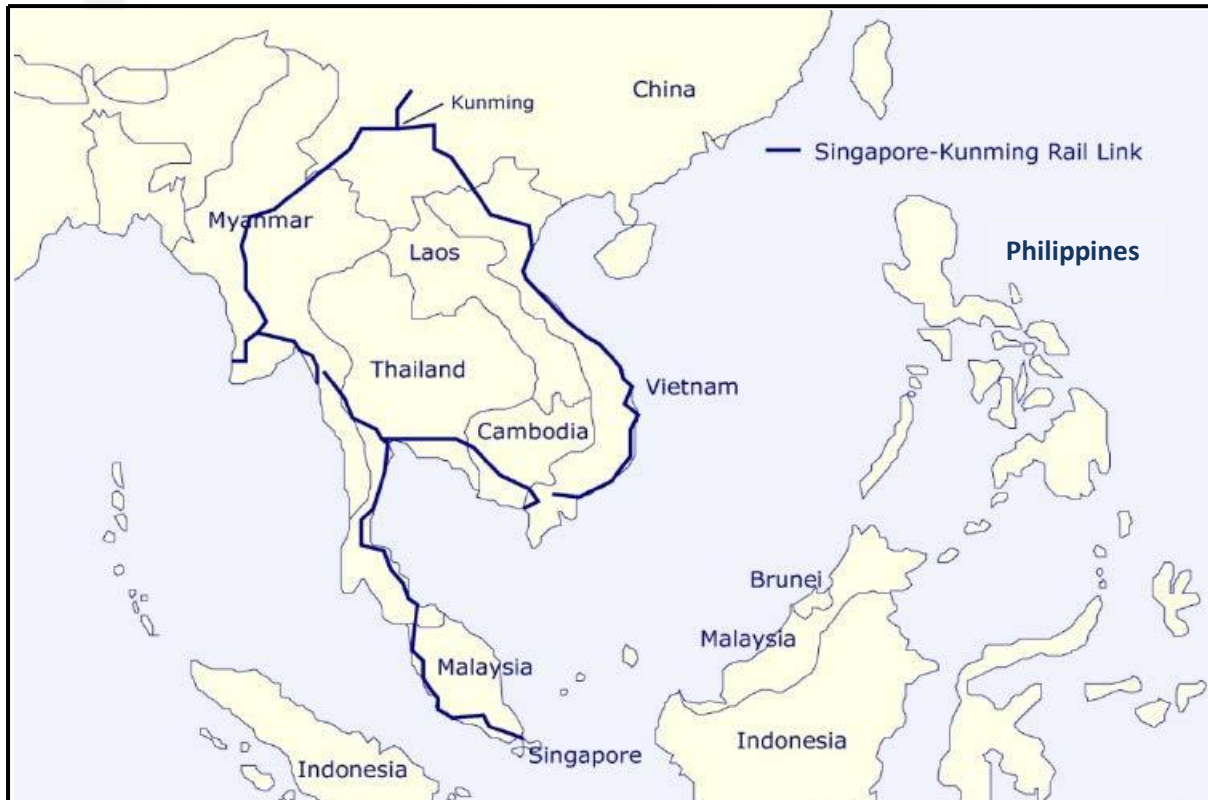 China
Kunming
Singapore-Kunming Rail Link
Myanmar
Laos
Philippines
Thailand
Vietnam
Cambodia
Brunei
Malaysia
Malaysia
Indonesia
Singapore
Indonesia